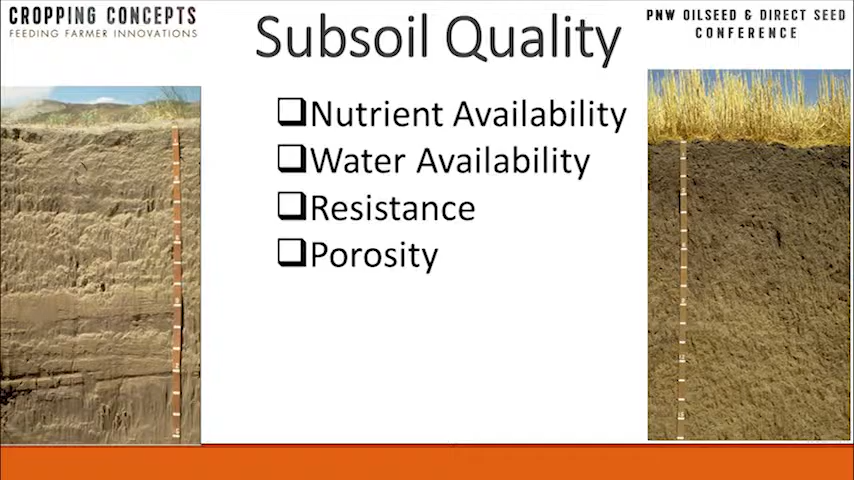 CROPPING CONCEPTS
FEEDING FARMER INNOVATIONS
PNW OILSEED & DIRECT SEED
CONFERENCE
Subsoil Quality
Nutrient Availability
Water Availability
Resistance
Porosity